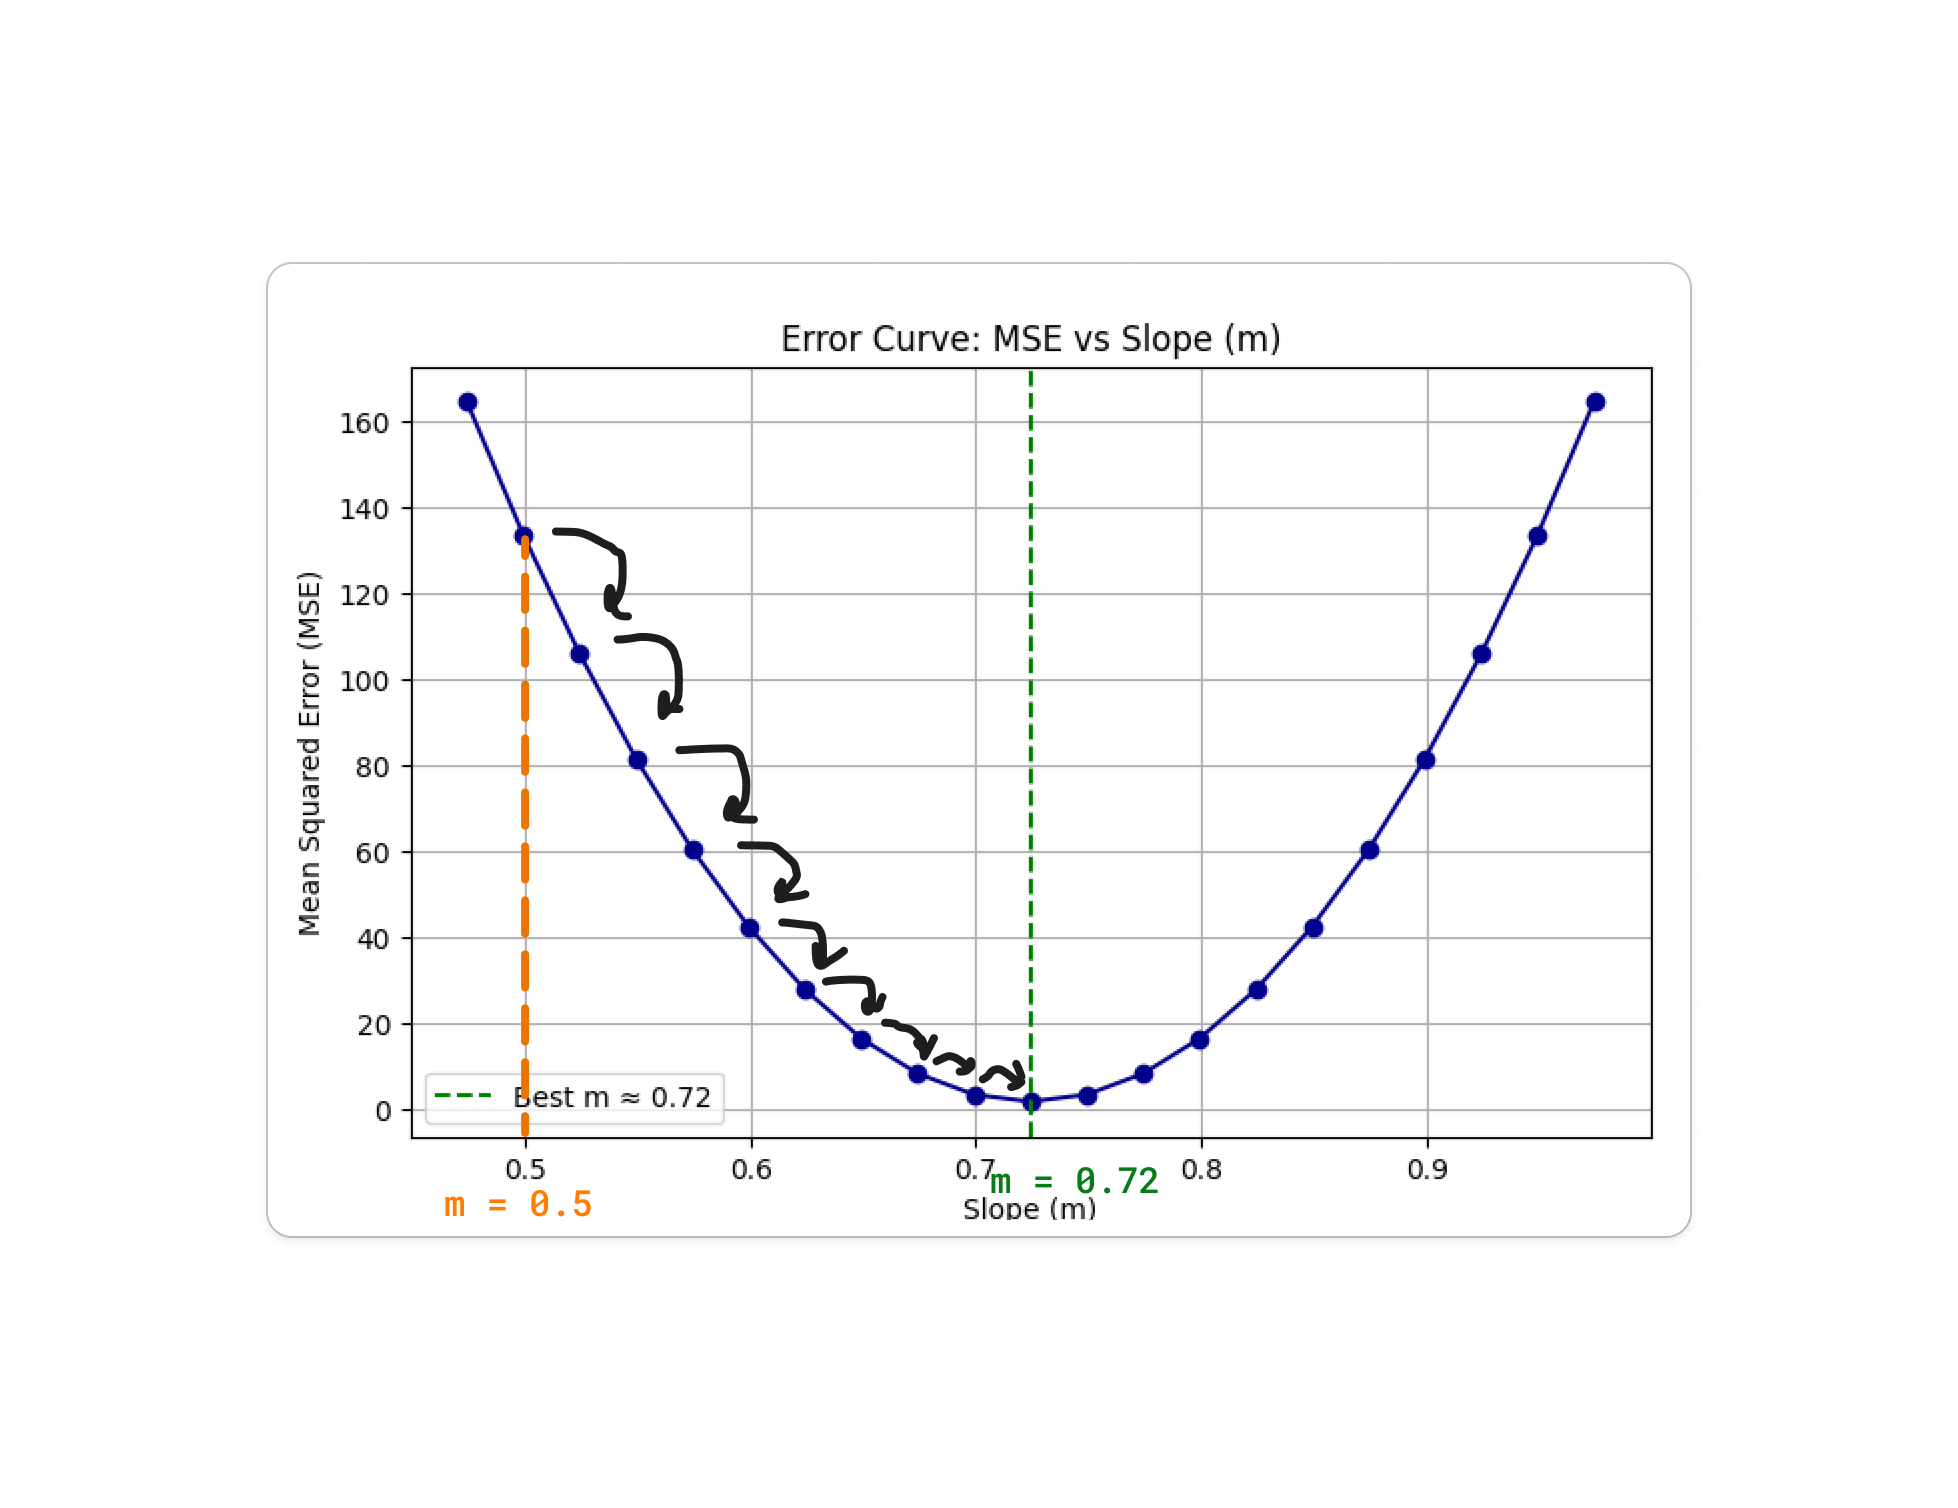 Error Curve: MSE vs Slope (m)
160
140
120
100
80
60
40
20
0
Mean Squared Error (MSE)
Best m ≈ 0.72
0.5
0.6
0.7
0.8
0.9
m = 0.5
m = 0.72
Slope (m)